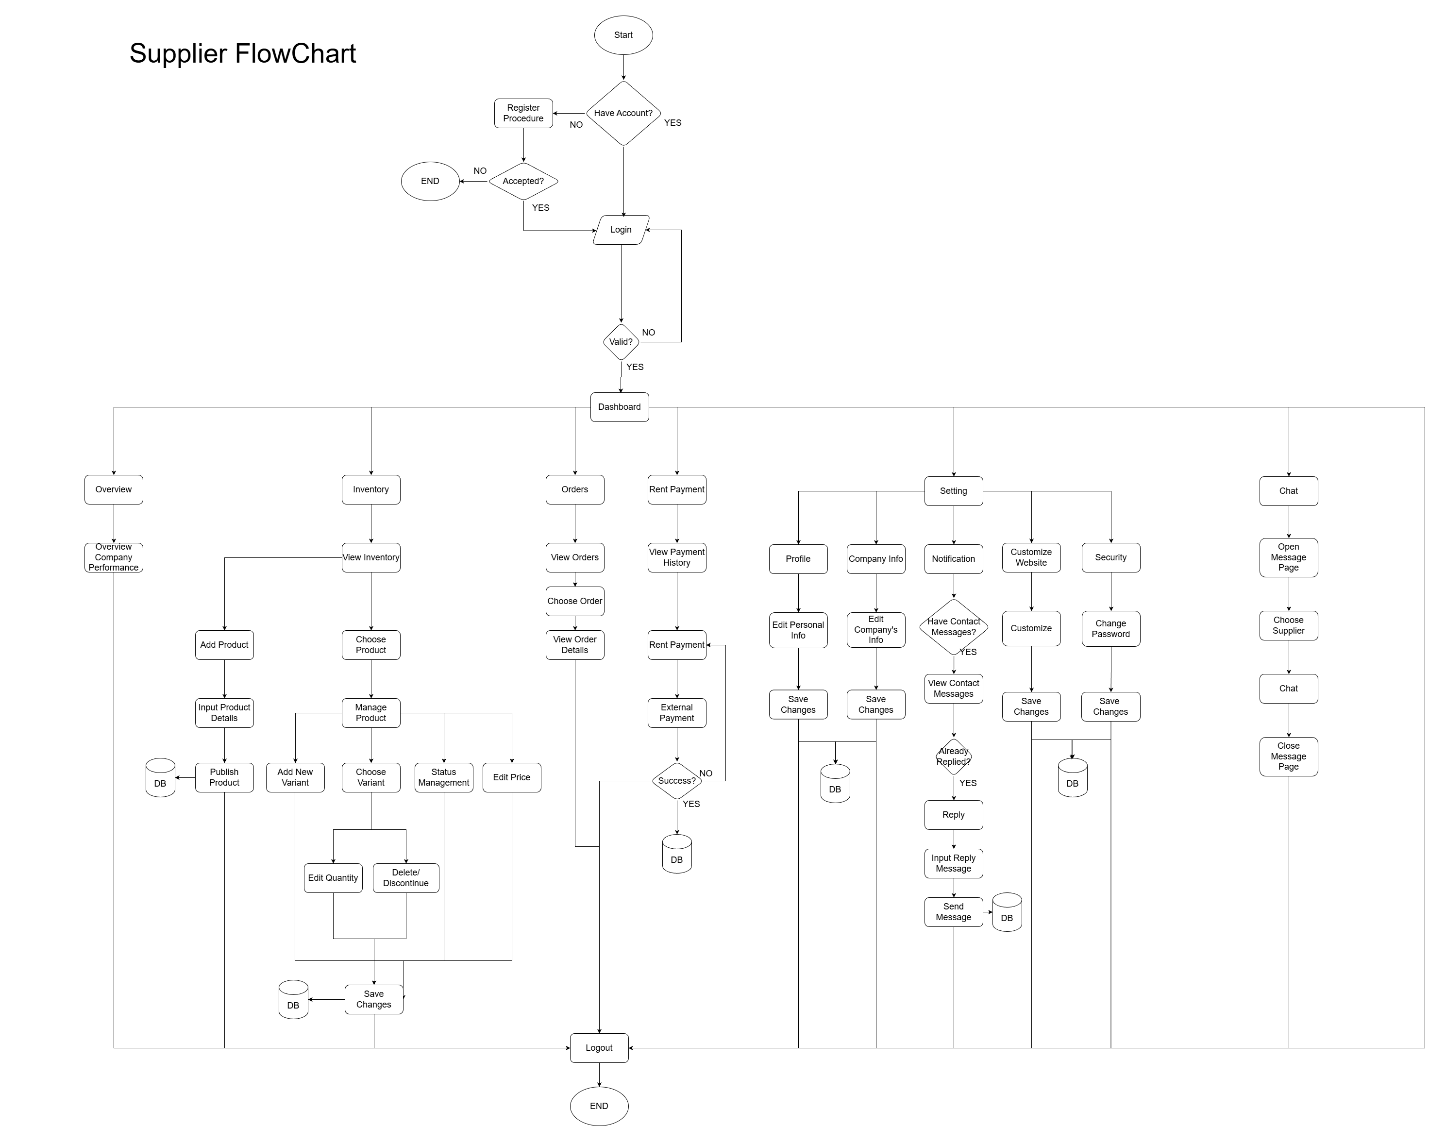 Supplier FlowChart
Start
Have Account?
NO
YES
Register
Procedure
Accepted?
NO
YES
END
Login
Valid?
NO
YES
Dashboard
Overview
Inventory
Orders
Rent Payment
Setting
Chat
Overview
Company
Performance
View Inventory
View Orders
View Payment
History
Profile
Company Info
Notification
Customize
Website
Security
Open
Message
Page
Choose Order
Add Product
Choose
Product
View Order
Details
Rent Payment
Edit Personal
Info
Edit
Company's
Info
Have Contact
Messages?
YES
Customize
Change
Password
Choose
Supplier
Input Product
Details
Manage
Product
External
Payment
Save
Changes
Save
Changes
View Contact
Messages
Save
Changes
Save
Changes
Chat
DB
Publish
Product
Add New
Variant
Choose
Variant
Status
Management
Edit Price
Success?
NO
YES
DB
DB
Already
Replied?
YES
DB
Close
Message
Page
Reply
Edit Quantity
Delete/
Discontinue
Input Reply
Message
Send
Message
DB
DB
Save
Changes
Logout
END